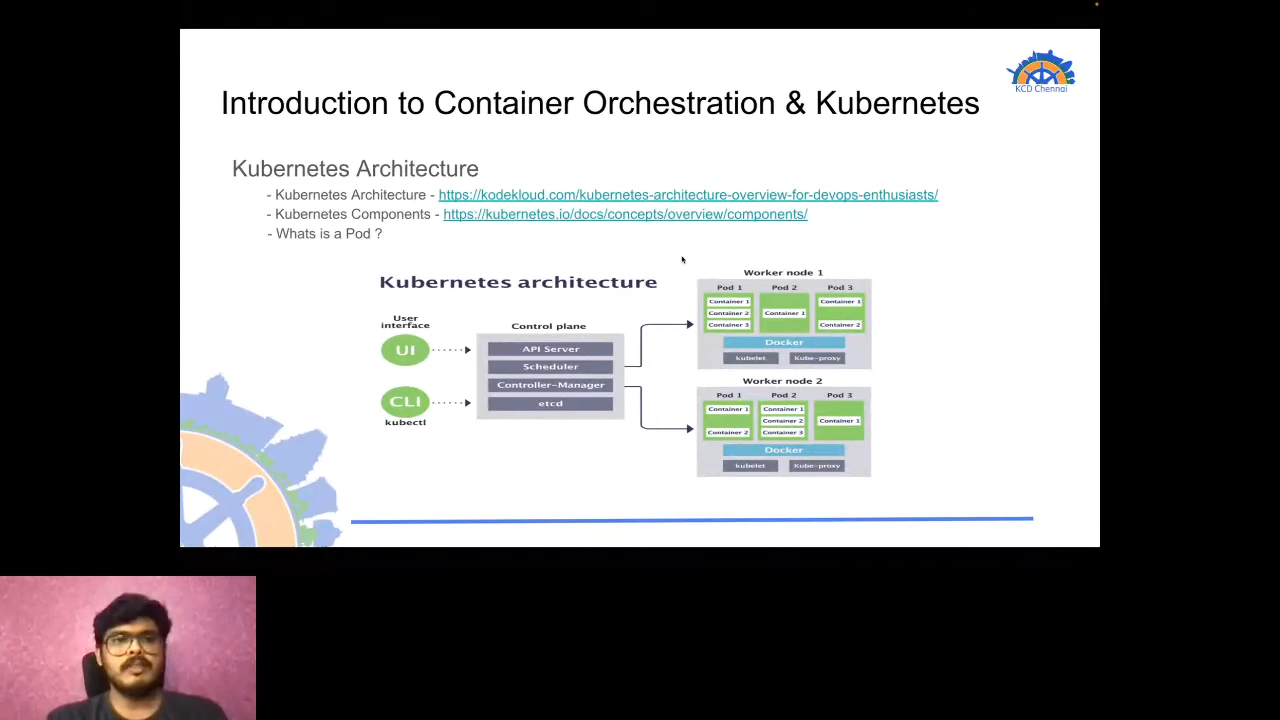 KCD Chennai
Introduction to Container Orchestration & Kubernetes
Kubernetes Architecture
- Kubernetes Architecture - https://kodekloud.com/kubernetes-architecture-overview-for-devops-enthusiasts/
- Kubernetes Components - https://kubernetes.io/docs/concepts/overview/components/
- Whats is a Pod ?
Kubernetes architecture
User
interface
UI
CLI
kubectl
Control plane
API Server
Scheduler
Controller-Manager
etcd
Worker node 1
Pod 1 Pod 2 Pod 3
Container 1 Container 1
Container 2 Container 1
Container 3 Container 2
Docker
kubelet Kube-proxy
Worker node 2
Pod 1 Pod 2 Pod 3
Container 1 Container 1
Container 2 Container 1
Container 2 Container 3
Docker
kubelet Kube-proxy